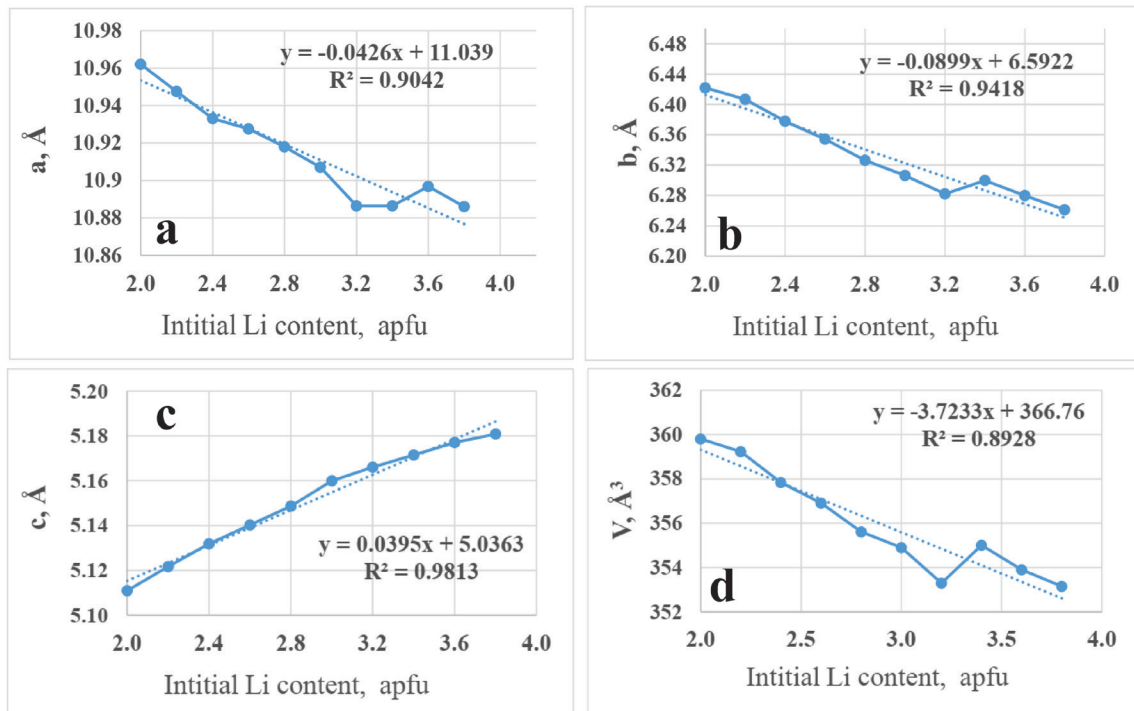 10.98
10.96
10.94
10.92
10.9
10.88
10.86
a, Å
y = -0.0426x + 11.039
R² = 0.9042
a
2.0 2.4 2.8 3.2 3.6 4.0
Intitial Li content, apfu
6.48
6.44
6.40
6.36
6.32
6.28
6.24
6.20
b, Å
y = -0.0899x + 6.5922
R² = 0.9418
b
2.0 2.4 2.8 3.2 3.6 4.0
Intitial Li content, apfu
5.20
5.18
5.16
5.14
5.12
5.10
c, Å
c
y = 0.0395x + 5.0363
R² = 0.9813
2.0 2.4 2.8 3.2 3.6 4.0
Intitial Li content, apfu
362
360
358
356
354
352
V, Å³
y = -3.7233x + 366.76
R² = 0.8928
d
2.0 2.5 3.0 3.5 4.0
Intitial Li content, apfu